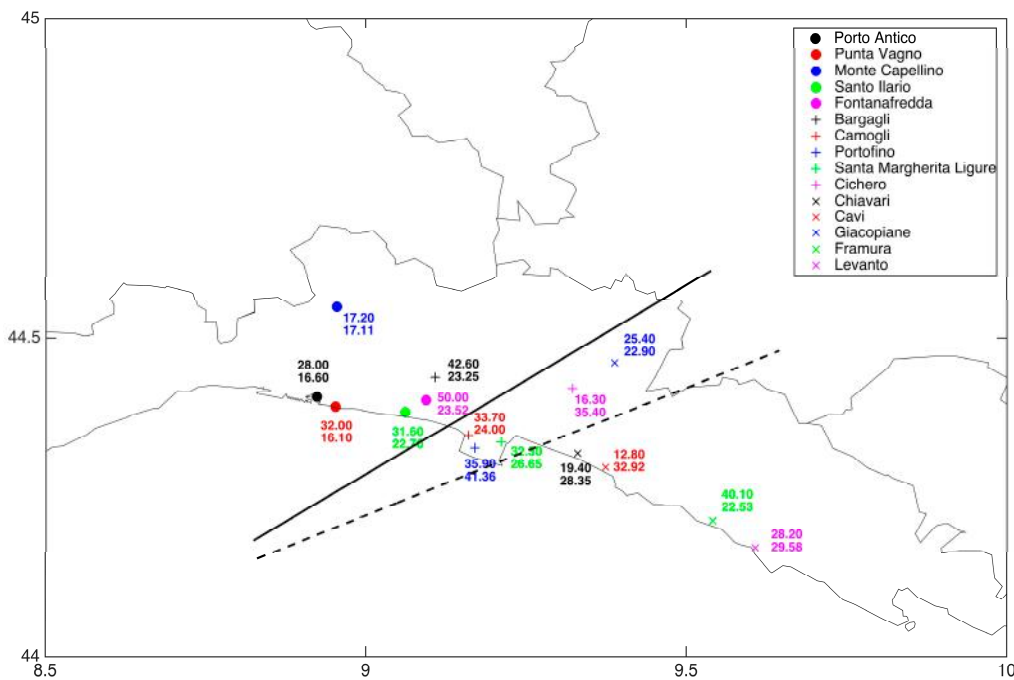 45
Porto Antico
Punta Vagno
Monte Capellino
Santo Ilario
Fontanafredda
Bargagli
Camogli
Portofino
Santa Margherita Ligure
Cichero
Chiavari
Cavi
Giacopiane
Framura
Levanto
17.20
17.11
44.5
25.40
22.90
28.00
16.60
42.60
23.25
50.00
23.52
16.30
35.40
33.70
24.00
32.00
16.10
31.60
22.70
32.90
26.65
35.90
41.36
19.40
28.35
12.80
32.92
40.10
22.53
28.20
29.58
44
8.5
9
9.5
10